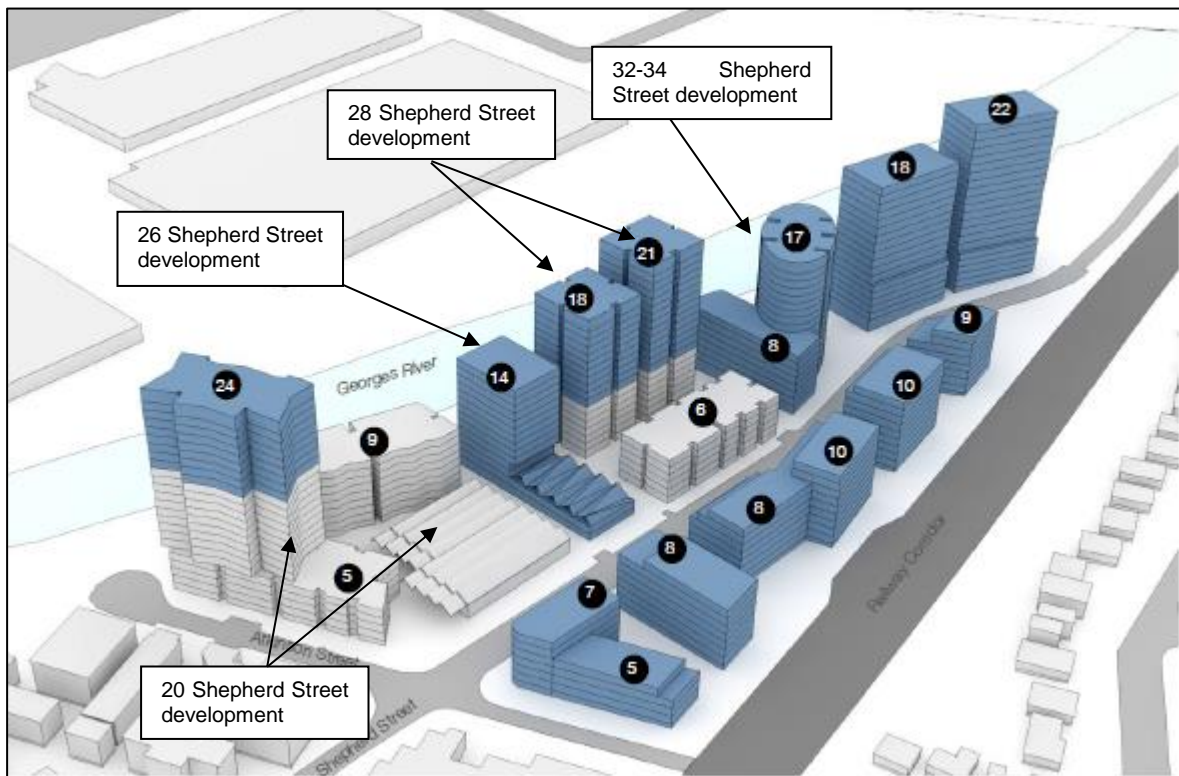 32-34 Shepherd
Street development
28 Shepherd Street
development
26 Shepherd Street
development
22
18
17
21
18
14
8
9
24
Georges River
9
6
10
10
8
8
5
7
5
Atkinson Street
Railway Corridor
20 Shepherd Street
development
Shepherd Street